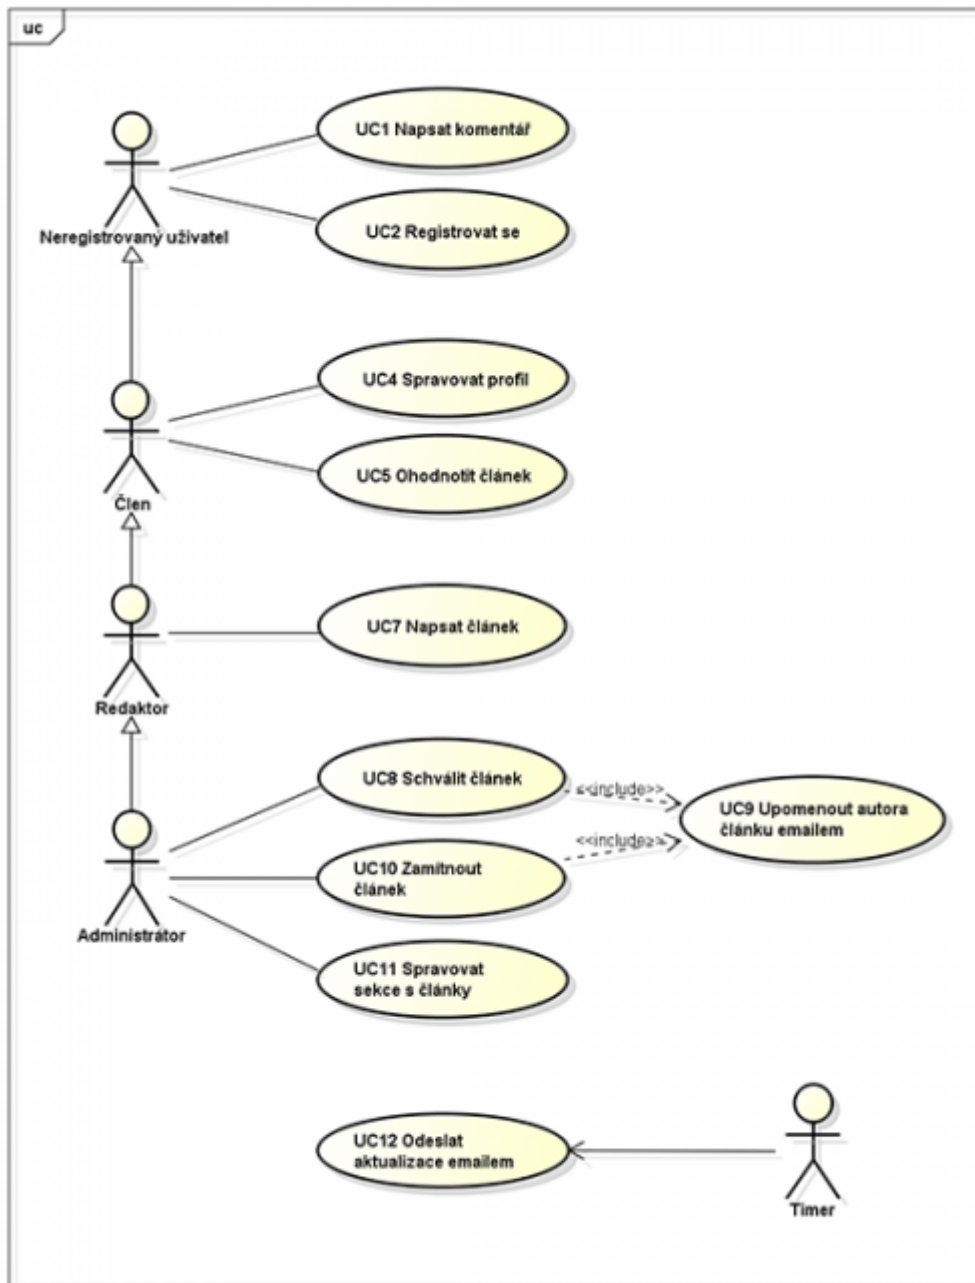 uc
UC1 Napsat komentář
Neregistrovaný uživatel
UC2 Registrovat se
UC4 Spravovat profil
Člen
UC5 Ohodnotit článek
UC7 Napsat článek
Redaktor
UC8 Schválit článek
<<include>>
UC9 Upomenout autora
článku emailem
<<include>>
UC10 Zamítnout
článek
Administrátor
UC11 Spravovat
sekce s články
UC12 Odeslat
aktualizace emailem
Timer